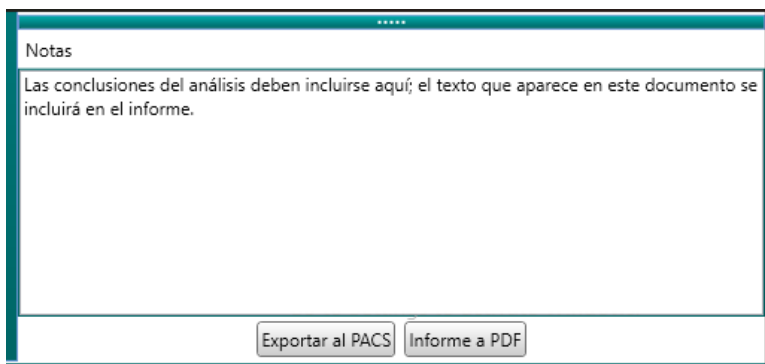 Notas
Las conclusiones del análisis deben incluirse aquí; el texto que aparece en este documento se
incluirá en el informe.
Exportar al PACS Informe a PDF